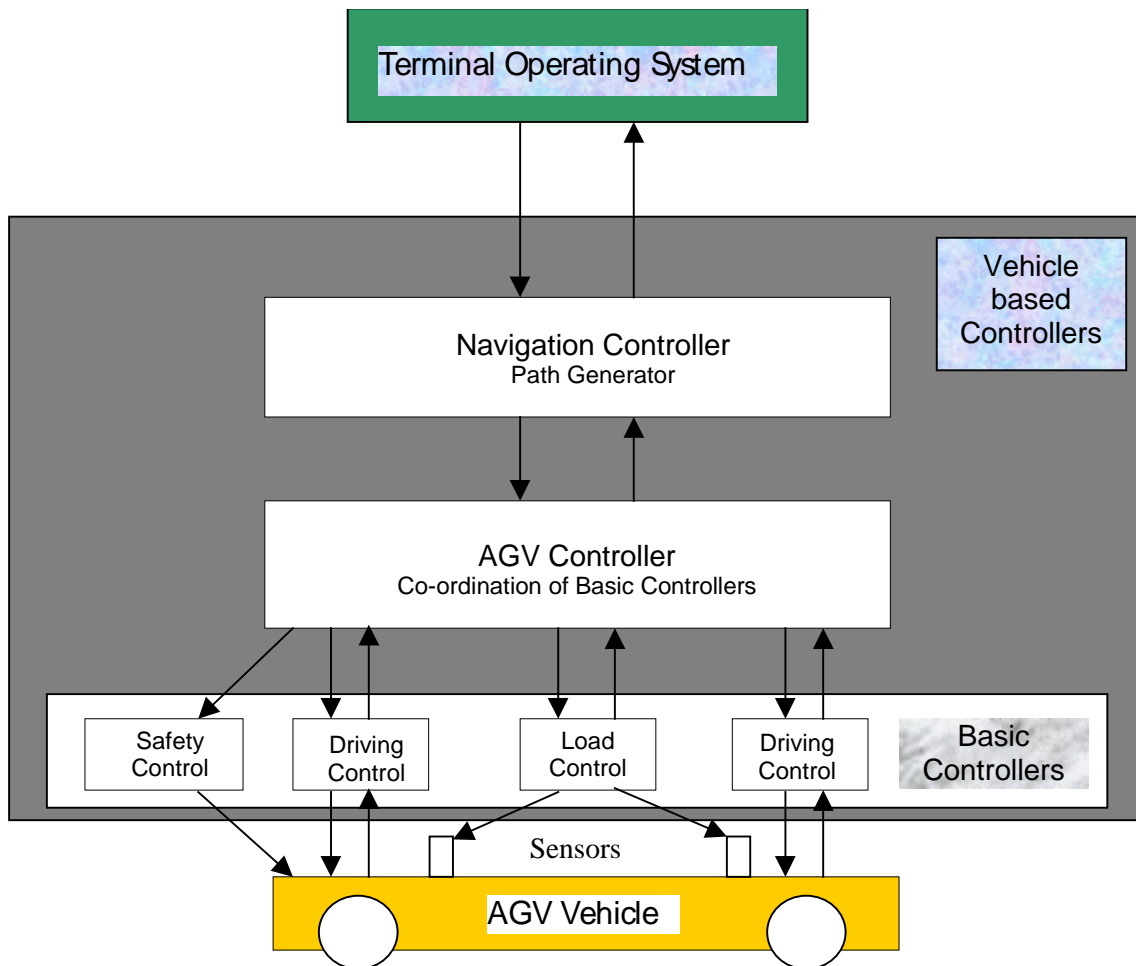 Terminal Operating System
Vehicle
based
Controllers
Navigation Controller
Path Generator
AGV Controller
Co-ordination of Basic Controllers
Safety
Control
Driving
Control
Load
Control
Driving
Control
Basic
Controllers
Sensors
AGV Vehicle